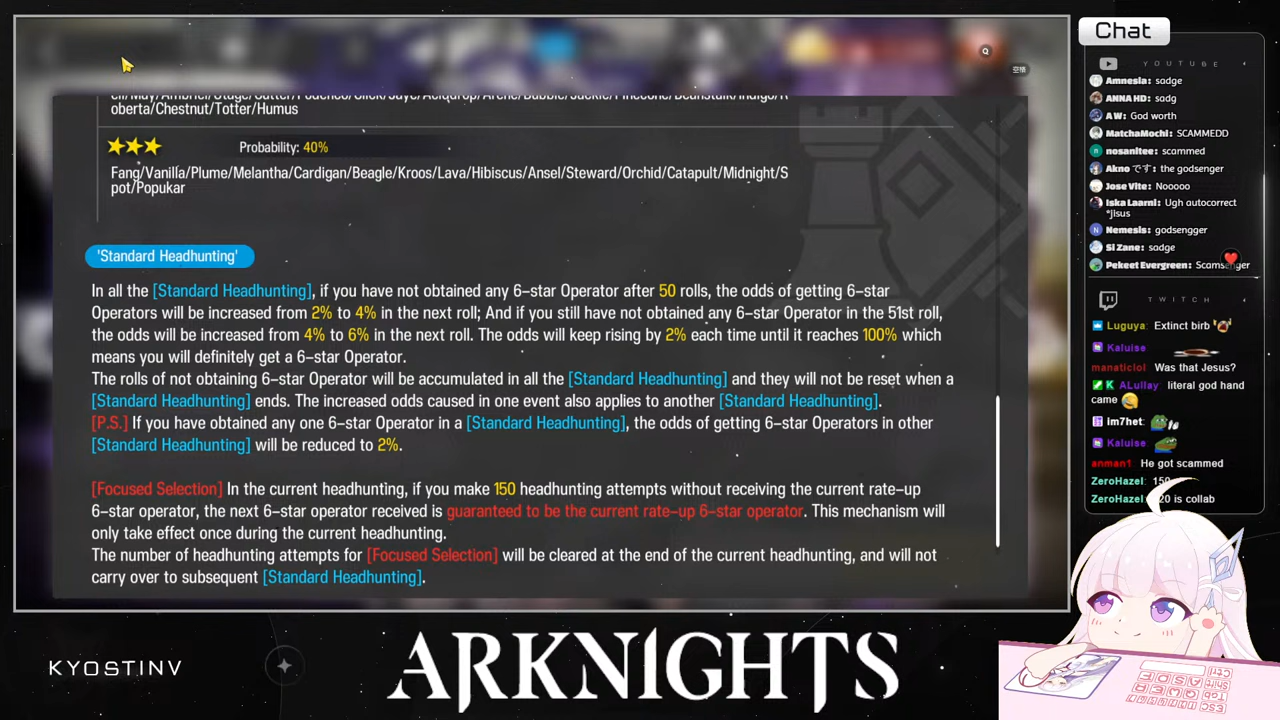 oberta/Chestnut/Totter/Humus
Probability: 40%
Fang/Vanilla/Plume/Melantha/Cardigan/Beagle/Kroos/Lava/Hibiscus/Ansel/Steward/Orchid/Catapult/Midnight/S
pot/Popukar
'Standard Headhunting'
In all the [Standard Headhunting], if you have not obtained any 6-star Operator after 50 rolls, the odds of getting 6-star
Operators will be increased from 2% to 4% in the next roll; And if you still have not obtained any 6-star Operator in the 51st roll,
the odds will be increased from 4% to 6% in the next roll. The odds will keep rising by 2% each time until it reaches 100% which
means you will definitely get a 6-star Operator.
The rolls of not obtaining 6-star Operator will be accumulated in all the [Standard Headhunting] and they will not be reset when a
[Standard Headhunting] ends. The increased odds caused in one event also applies to another [Standard Headhunting].
[P.S.] If you have obtained any one 6-star Operator in a [Standard Headhunting], the odds of getting 6-star Operators in other
[Standard Headhunting] will be reduced to 2%.
[Focused Selection] In the current headhunting, if you make 150 headhunting attempts without receiving the current rate-up
6-star operator, the next 6-star operator received is guaranteed to be the current rate-up 6-star operator. This mechanism will
only take effect once during the current headhunting.
The number of headhunting attempts for [Focused Selection] will be cleared at the end of the current headhunting, and will not
carry over to subsequent [Standard Headhunting].
KYOSTINV
ARKNIGHTS
Chat
YOUTUBE
Amnesia: sadge
ANNA HD: sadg
A W: God worth
MatchaMochi: SCAMMEDD
nosanitee: scammed
Akno です: the godsenger
Jose Vite: Nooooo
Iska Laarni: Ugh autocorrect
*jisus
Nemesis: godsengger
Si Zane: sadge
Pekeet Evergreen: Scamsenger
TWITCH
Luguya: Extinct birb
Kaluise
manaticlol: Was that Jesus?
K ALulfay literal god hand
came
Im7het:
Kaluise
anman1 He got scammed
ZeroHazel: 150
ZeroHazel: 120 is collab